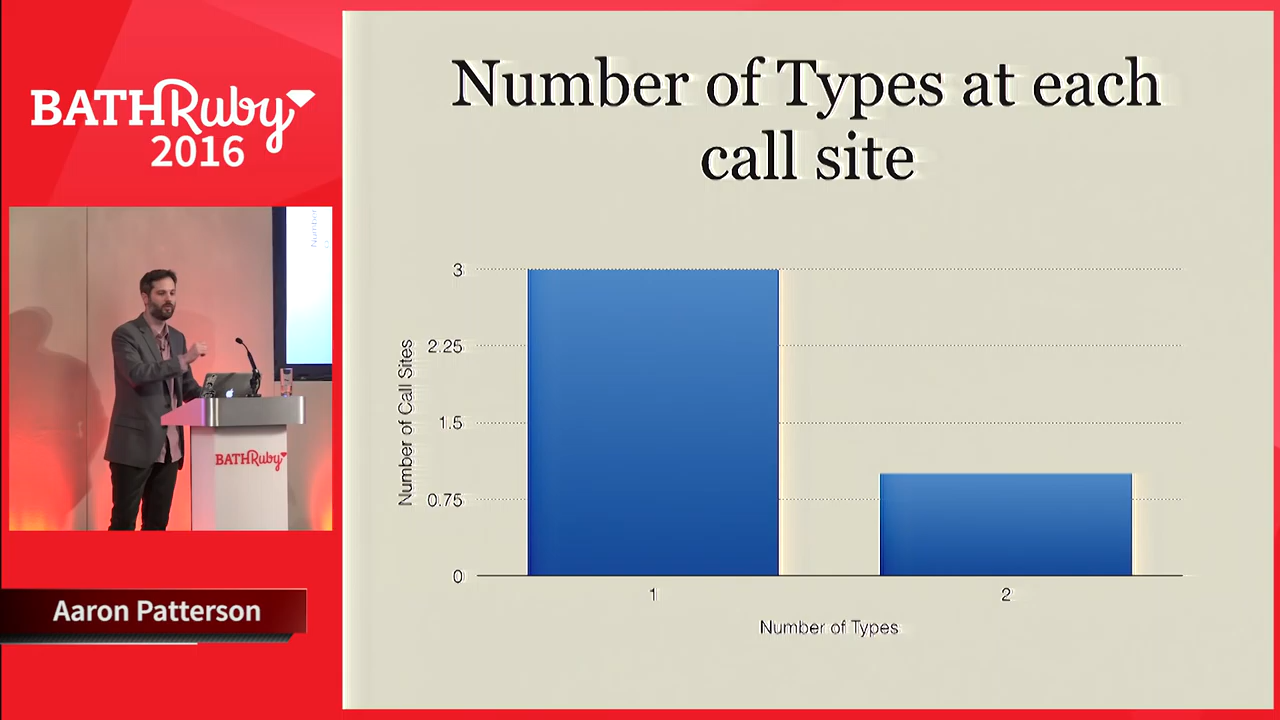 BATHRuby
2016
BATHRuby
Aaron Patterson
Number of Types at each
call site
Number of Call Sites
3
2.25
1.5
0.75
0
1
2
Number of Types